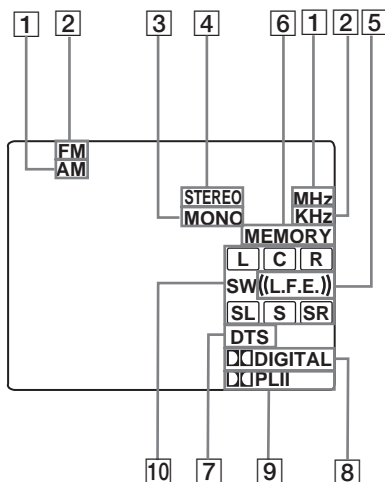 1 2 3 4 6 1 2 5
FM
AM
STEREO MHz
MONO KHz
MEMORY
L C R
SW ((L.F.E.))
SL S SR
DTS
DIGITAL
PLII
10 7 9 8